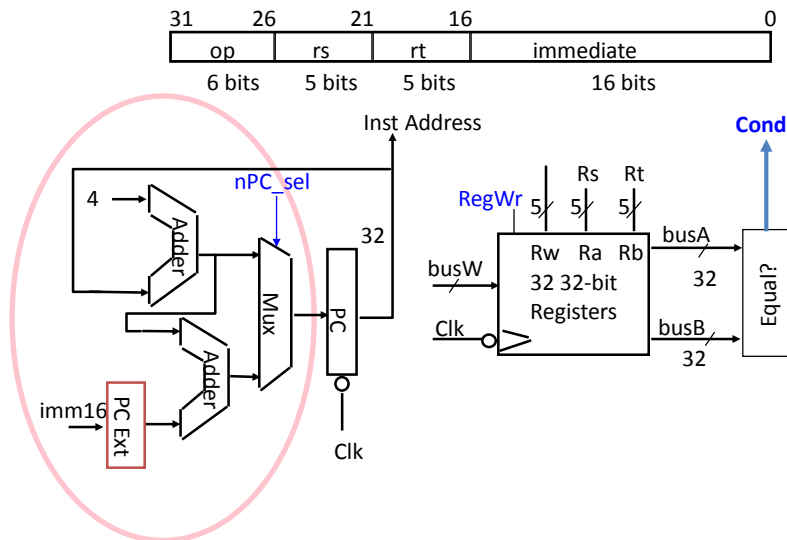 31 26 21 16 0
op rs rt immediate
6 bits 5 bits 5 bits 16 bits
Inst Address
Cond
nPC_sel
4
Adder
32
Mux
PC
Adder
imm16
PC Ext
Clk
Rs Rt
RegWr
5 5 5
Rw Ra Rb
busA
32
busW
32 32-bit
Registers
Clk
busB
32
Equal?